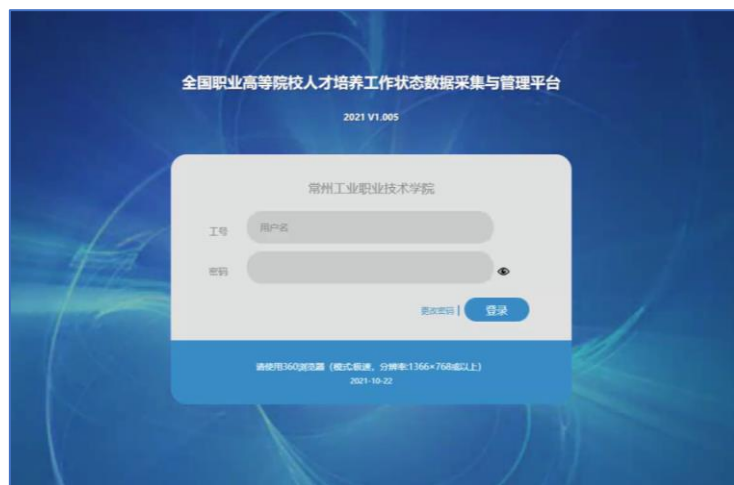 全国职业高等院校人才培养工作状态数据采集与管理平台
2021 V1.005
常州工业职业技术学院
工号 用户名
密码
更改密码 | 登录
请使用360浏览器（模式:极速，分辨率:1366*768或以上）
2021-10-22